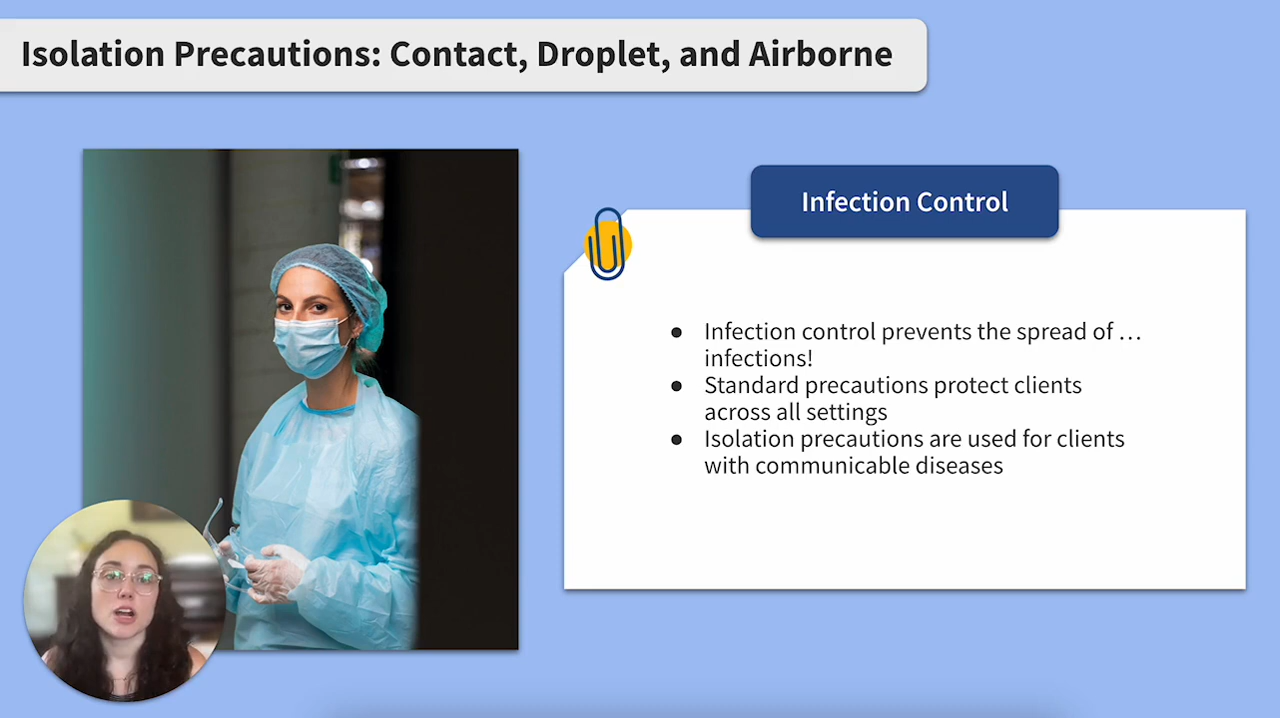 Isolation Precautions: Contact, Droplet, and Airborne
Infection Control
● Infection control prevents the spread of …
infections!
● Standard precautions protect clients
across all settings
● Isolation precautions are used for clients
with communicable diseases